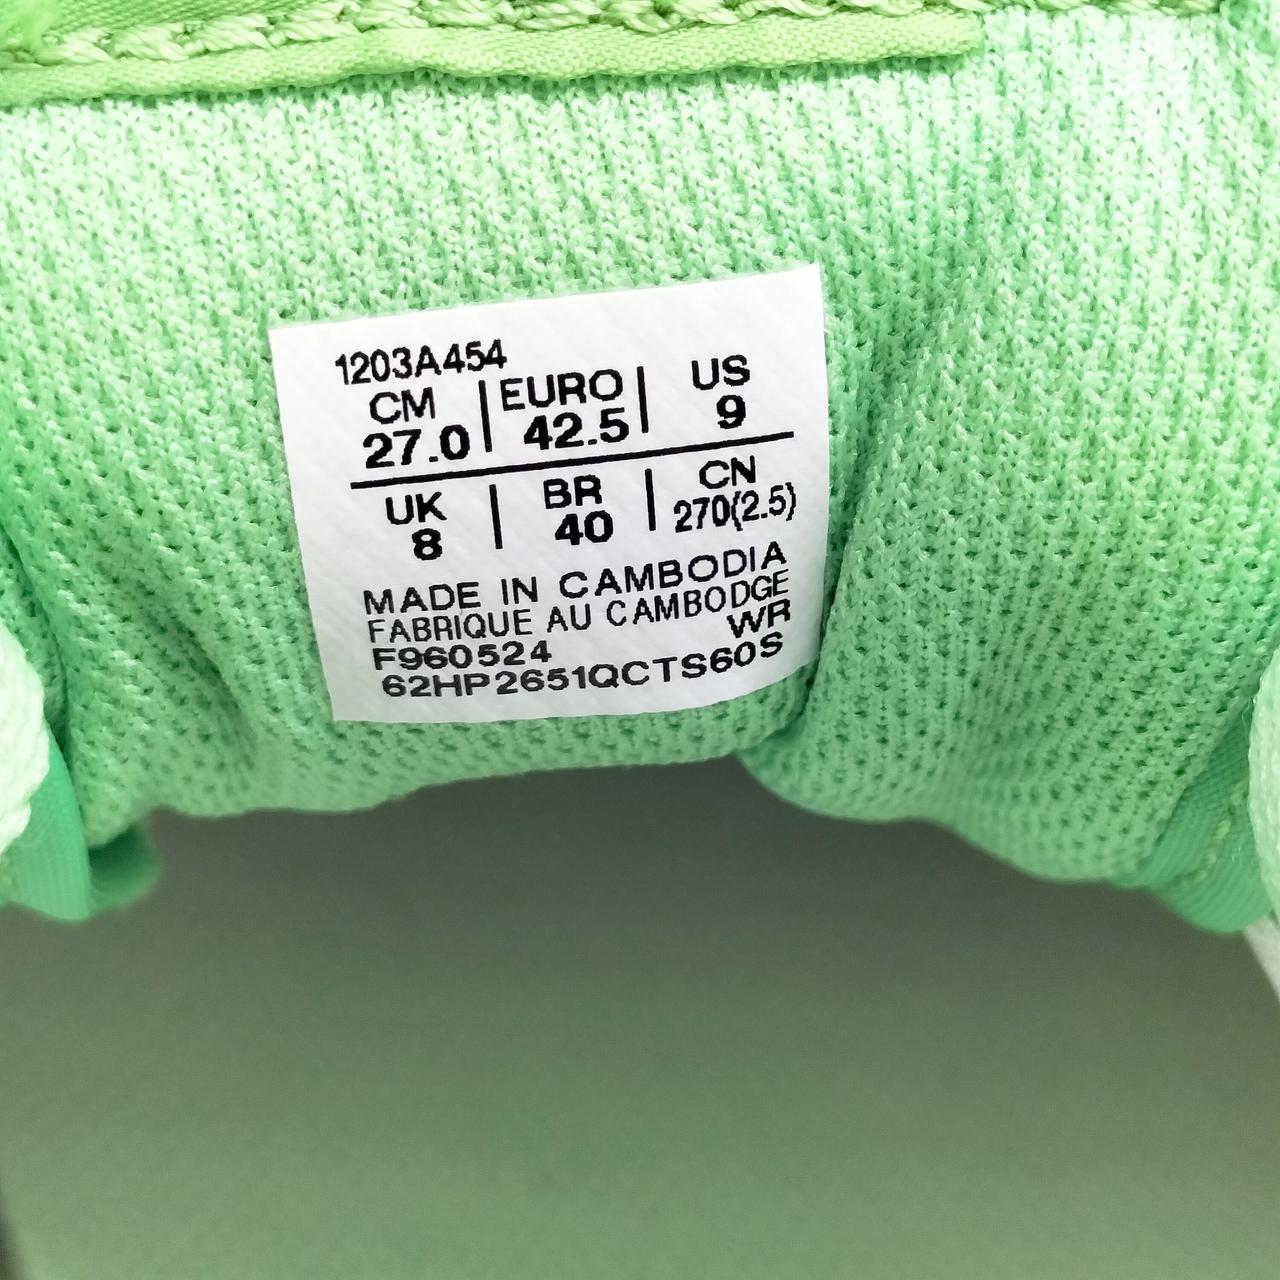 1203A454
CM | EURO | US
27.0 | 42.5 | 9
UK | BR | CN
8 | 40 | 270(2.5)
MADE IN CAMBODIA
FABRIQUE AU CAMBODGE
F960524 WR
62HP2651QCTS60S